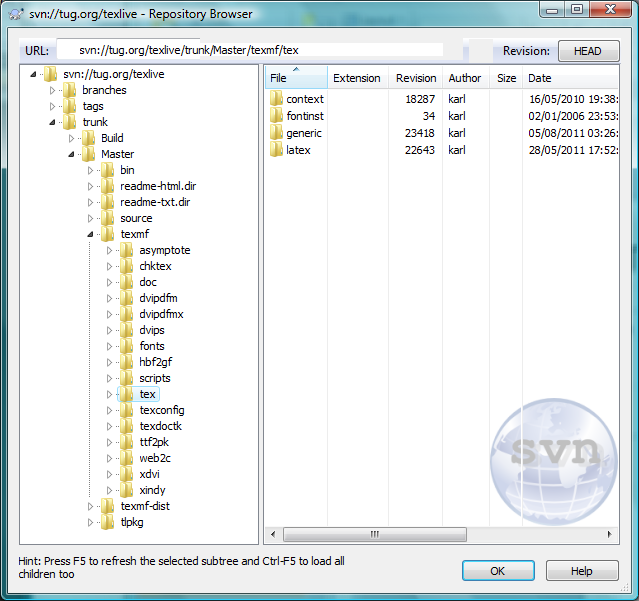 svn://tug.org/texlive - Repository Browser
URL: svn://tug.org/texlive/trunk/Master/texmf/tex Revision: HEAD
svn://tug.org/texlive
branches
tags
trunk
Build
Master
bin
readme-html.dir
readme-txt.dir
source
texmf
asymptote
chktex
doc
dvipdfm
dvipdfmx
dvips
fonts
hbf2gf
scripts
tex
texconfig
texdoctk
ttf2pk
web2c
xdvi
xindy
texmf-dist
tlpkg
File Extension Revision Author Size Date
context 18287 karl 16/05/2010 19:38:
fontinst 34 karl 02/01/2006 23:53:
generic 23418 karl 05/08/2011 03:26:
latex 22643 karl 28/05/2011 17:52:
svn
Hint: Press F5 to refresh the selected subtree and Ctrl-F5 to load all
children too
OK Help